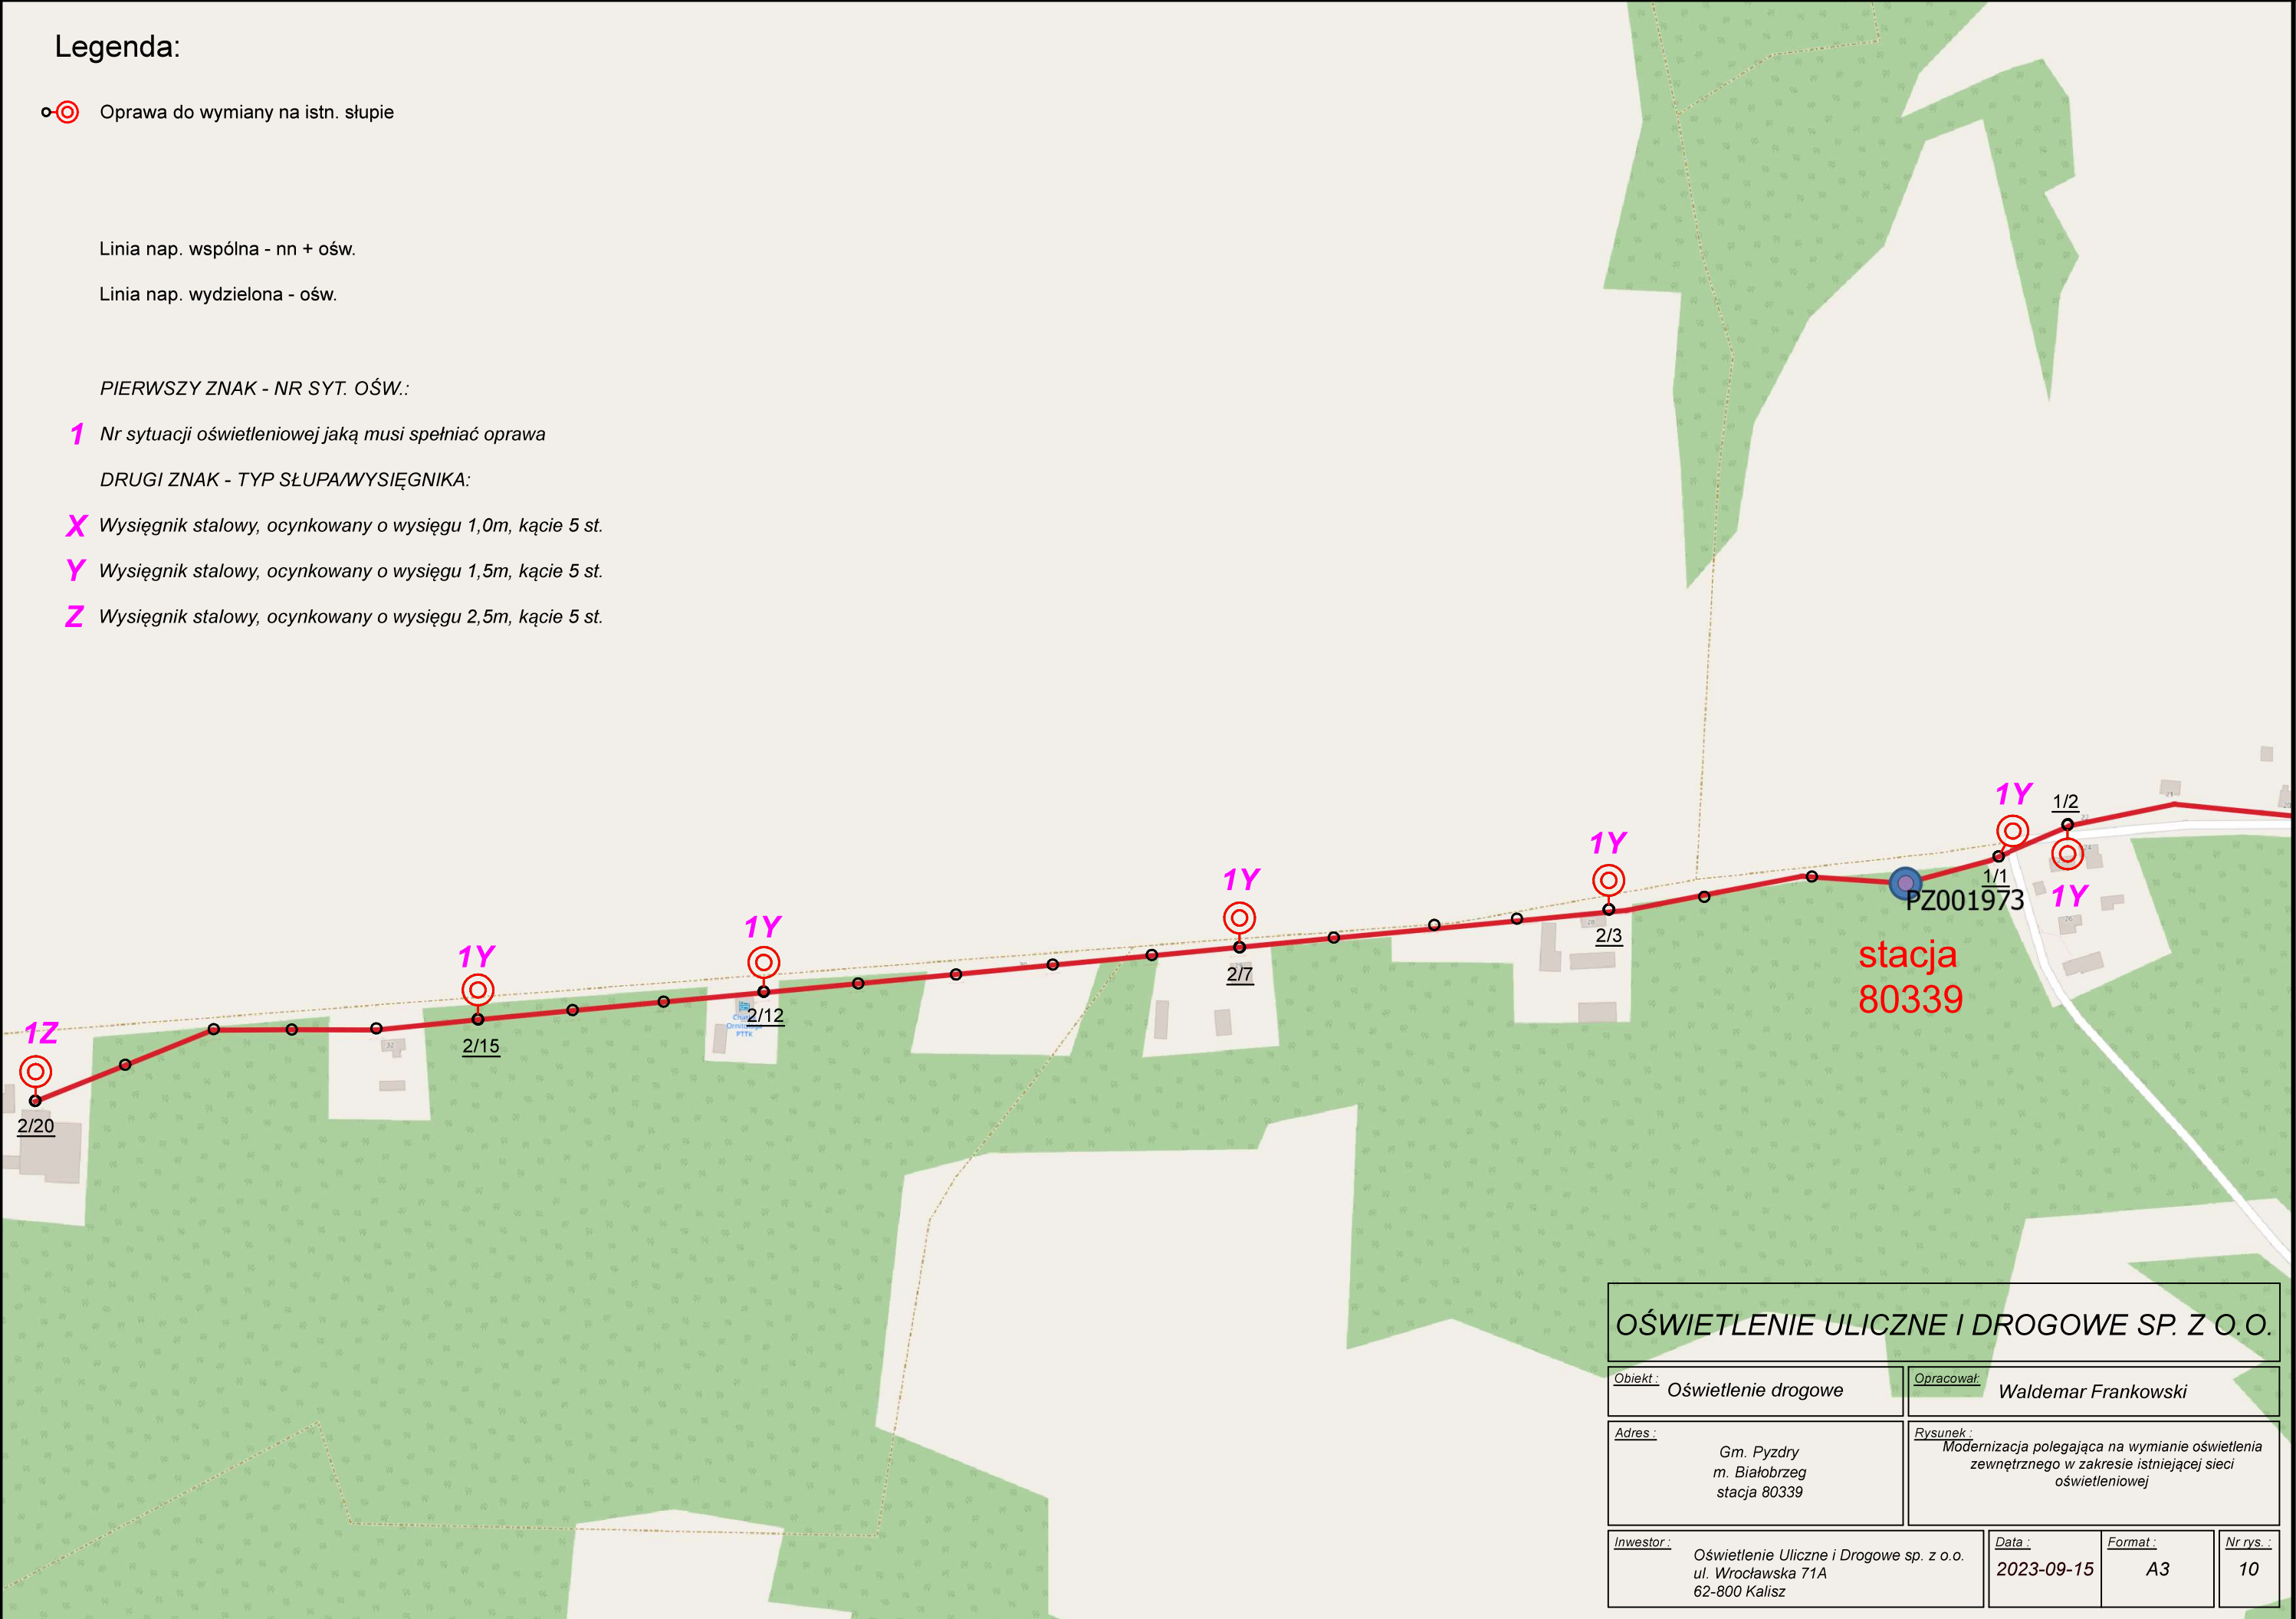 Legenda:
Oprawa do wymiany na istn. słupie
Linia nap. wspólna - nn + ośw.
Linia nap. wydzielona - ośw.
PIERWSZY ZNAK - NR SYT. OŚW.:
1 Nr sytuacji oświetleniowej jaką musi spełniać oprawa
DRUGI ZNAK - TYP SŁUPA/WYSIĘGNIKA:
X Wysięgnik stalowy, ocynkowany o wysięgu 1,0m, kącie 5 st.
Y Wysięgnik stalowy, ocynkowany o wysięgu 1,5m, kącie 5 st.
Z Wysięgnik stalowy, ocynkowany o wysięgu 2,5m, kącie 5 st.
1Z
2/20
32
1Y
2/15
1Y
2/12
PTTK
1Y
2/7
1Y
2/3
28
1Y
1/1
1/2
1Y
21
24
26
PZ001973
stacja
80339
OŚWIETLENIE ULICZNE I DROGOWE SP. Z O.O.
Obiekt : Oświetlenie drogowe
Opracował: Waldemar Frankowski
Adres :
Gm. Pyzdry
m. Białobrzeg
stacja 80339
Rysunek :
Modernizacja polegająca na wymianie oświetlenia
zewnętrznego w zakresie istniejącej sieci
oświetleniowej
Inwestor :
Oświetlenie Uliczne i Drogowe sp. z o.o.
ul. Wrocławska 71A
62-800 Kalisz
Data :
2023-09-15
Format :
A3
Nr rys. :
10